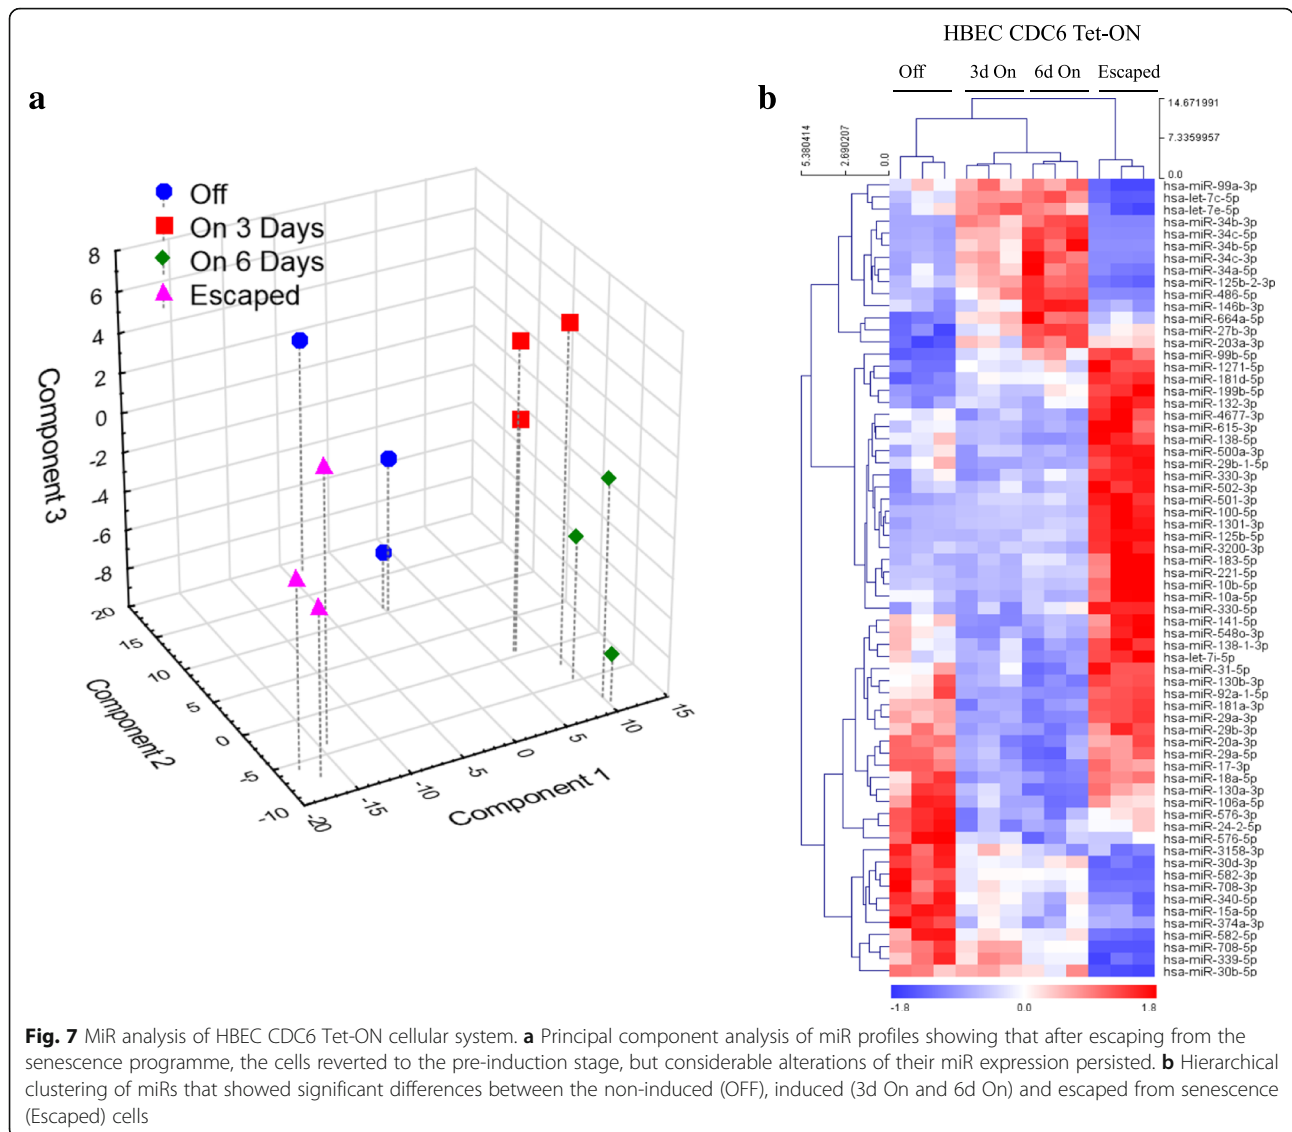 HBEC CDC6 Tet-ON
Off 3d On 6d On Escaped
a
b
Off
On 3 Days
On 6 Days
Escaped
8
6
4
2
0
-2
-4
-6
-8
Component 3
20
15
10
5
0
-5
-10
Component 2
-20
-15
-10
-5
0
5
10
15
Component 1
5.380414
2.690207
0.0
14.671991
7.3359957
0.0
hsa-miR-99a-3p
hsa-let-7c-5p
hsa-let-7e-5p
hsa-miR-34b-3p
hsa-miR-34c-5p
hsa-miR-34b-5p
hsa-miR-34c-3p
hsa-miR-34a-5p
hsa-miR-125b-2-3p
hsa-miR-486-5p
hsa-miR-146b-3p
hsa-miR-664a-5p
hsa-miR-27b-3p
hsa-miR-203a-3p
hsa-miR-99b-5p
hsa-miR-1271-5p
hsa-miR-181d-5p
hsa-miR-199b-5p
hsa-miR-132-3p
hsa-miR-4677-3p
hsa-miR-615-3p
hsa-miR-138-5p
hsa-miR-500a-3p
hsa-miR-29b-1-5p
hsa-miR-330-3p
hsa-miR-502-3p
hsa-miR-501-3p
hsa-miR-100-5p
hsa-miR-1301-3p
hsa-miR-125b-5p
hsa-miR-3200-3p
hsa-miR-183-5p
hsa-miR-221-5p
hsa-miR-10b-5p
hsa-miR-10a-5p
hsa-miR-330-5p
hsa-miR-1415-p
hsa-miR-548o-3p
hsa-miR-138-1-3p
hsa-let-7i-5p
hsa-miR-31-5p
hsa-miR-130b-3p
hsa-miR-92a-1-5p
hsa-miR-181a-3p
hsa-miR-29a-3p
hsa-miR-29b-3p
hsa-miR-20a-3p
hsa-miR-29a-5p
hsa-miR-17-3p
hsa-miR-18a-5p
hsa-miR-130a-3p
hsa-miR-106a-5p
hsa-miR-576-3p
hsa-miR-24-2-5p
hsa-miR-576-5p
hsa-miR-3158-3p
hsa-miR-30d-3p
hsa-miR-582-3p
hsa-miR-708-3p
hsa-miR-340-5p
hsa-miR-15a-5p
hsa-miR-374a-3p
hsa-miR-582-5p
hsa-miR-708-5p
hsa-miR-339-5p
hsa-miR-30b-5p
-1.8 0.0 1.8
Fig. 7 MiR analysis of HBEC CDC6 Tet-ON cellular system. a Principal component analysis of miR profiles showing that after escaping from the
senescence programme, the cells reverted to the pre-induction stage, but considerable alterations of their miR expression persisted. b Hierarchical
clustering of miRs that showed significant differences between the non-induced (OFF), induced (3d On and 6d On) and escaped from senescence
(Escaped) cells